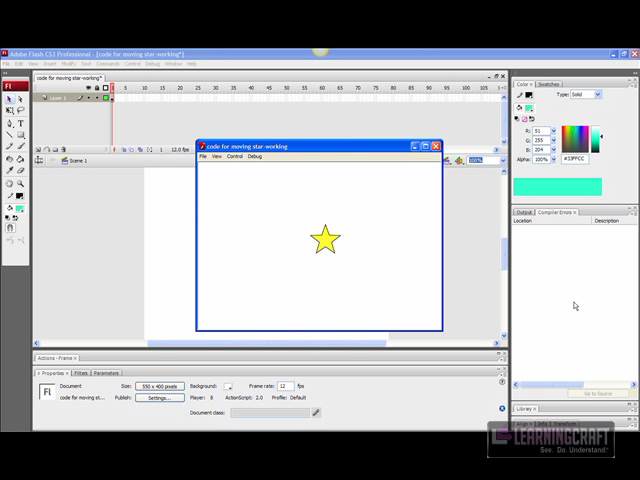 Adobe Flash CS3 Professional - [code for moving star-working*]
File Edit View Insert Modify Text Commands Control Debug Window Help
Fl
code for moving star-working*
1 5 10 15 20 25 30 35 40 45 50 55 60 65 70 75 80 85 90 95 100 105
Layer 1
1 12.0 fps
Scene 1
100%
code for moving star-working
File View Control Debug
Color × Swatches
Type: Solid
R: 51
G: 255
B: 204
Alpha: 100%
#33FFCC
Output Compiler Errors ×
Location Description
Go to Source
Library ×
Align × Info Transform
Actions - Frame ×
Properties × Filters Parameters
Fl
Document
code for moving st...
Size: 550 x 400 pixels
Background:
Frame rate: 12 fps
Publish: Settings...
Player: 8 ActionScript: 2.0 Profile: Default
Document class:
LEARNINGCRAFT
See. Do. Understand.